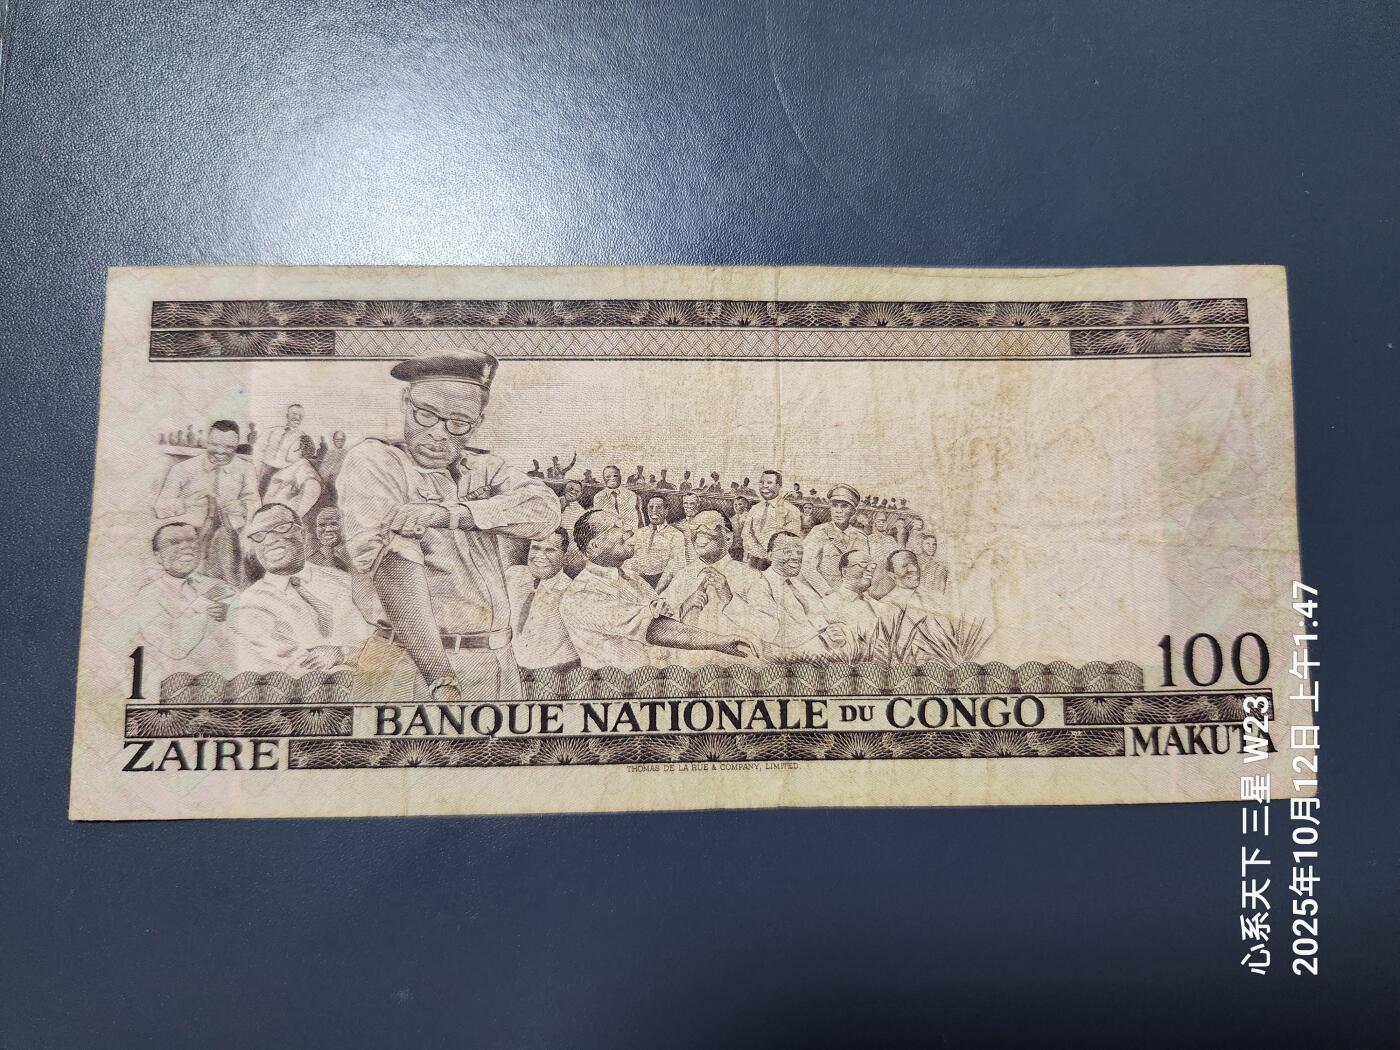 1
100
BANQUE NATIONALE DU CONGO
ZAÏRE
MAKUTA
THOMAS DE LA RUE & COMPANY, LIMITED.
心系天下 三星 W23
2025年10月12日 上午1:47